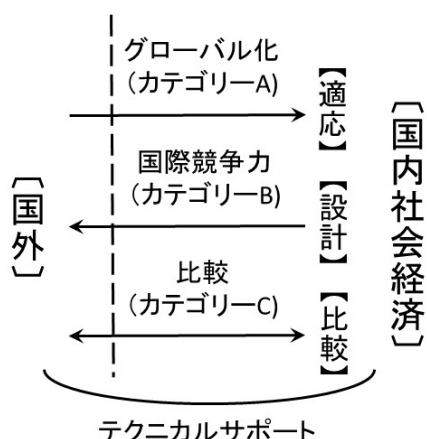 グローバル化
（カテゴリーA）
【適応】
国際競争力
（カテゴリーB）
【設計】
比較
（カテゴリーC）
【比較】
〔国外〕
〔国内社会経済〕
テクニカルサポート